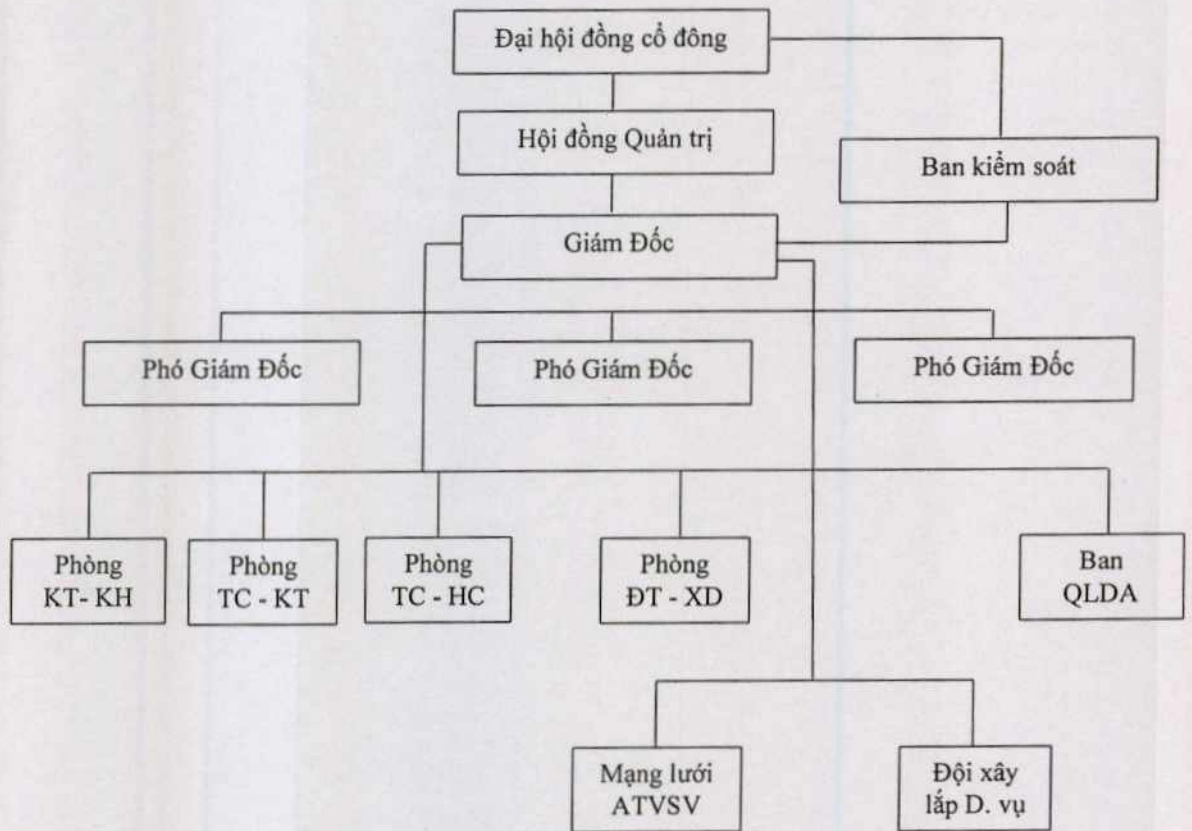 Đại hội đồng cổ đông
Hội đồng Quản trị
Ban kiểm soát
Giám Đốc
Phó Giám Đốc
Phó Giám Đốc
Phó Giám Đốc
Phòng
KT- KH
Phòng
TC - KT
Phòng
TC - HC
Phòng
ĐT - XD
Ban
QLDA
Mạng lưới
ATVSV
Đội xây
lắp D. vụ